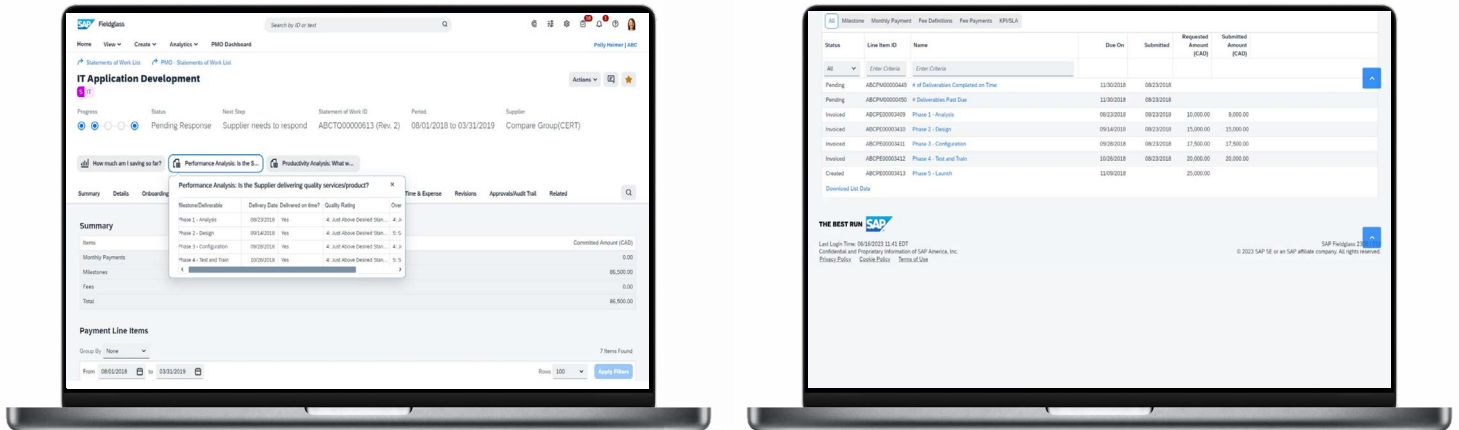 SAP Fieldglass
Search by ID or text
Home View Create Analytics PMO Dashboard
Polly Heimer | ABC
Statements of Work List PMO - Statements of Work List
IT Application Development
Actions
S IT
Progress Status Next Step Statement of Work ID Period Supplier
Pending Response Supplier needs to respond ABCTQ00000613 (Rev. 2) 08/01/2018 to 03/31/2019 Compare Group(CERT)
How much am I saving so far? Performance Analysis: Is the S... Productivity Analysis: What w...
Performance Analysis: Is the Supplier delivering quality services/product?
Summary Details Onboarding Time & Expense Revisions Approvals/Audit Trail Related
Milestone/Deliverable Delivery Date Delivered on time? Quality Rating Over
Phase 1 - Analysis 08/23/2018 Yes 4: Just Above Desired Stan...
Phase 2 - Design 09/14/2018 Yes 4: Just Above Desired Stan...
Phase 3 - Configuration 09/28/2018 Yes 4: Just Above Desired Stan...
Phase 4 - Test and Train 10/26/2018 Yes 4: Just Above Desired Stan...
Summary
Items Committed Amount (CAD)
Monthly Payments 0.00
Milestones 86,500.00
Fees 0.00
Total 86,500.00
Payment Line Items
Group By None 7 Items Found
From 08/01/2018 to 03/31/2019 Rows 100 Apply Filters
All Milestone Monthly Payment Fee Definitions Fee Payments KPI/SLA
Status Line Item ID Name Due On Submitted Requested Amount (CAD) Submitted Amount (CAD)
All Enter Criteria Enter Criteria
Pending ABCPM00000449 # of Deliverables Completed on Time 11/30/2018 08/23/2018
Pending ABCPM00000450 # Deliverables Past Due 11/30/2018 08/23/2018
Invoiced ABCPE00003409 Phase 1 - Analysis 08/23/2018 08/23/2018 10,000.00 9,000.00
Invoiced ABCPE00003410 Phase 2 - Design 09/14/2018 08/23/2018 15,000.00 15,000.00
Invoiced ABCPE00003411 Phase 3 - Configuration 09/28/2018 08/23/2018 17,500.00 17,500.00
Invoiced ABCPE00003412 Phase 4 - Test and Train 10/26/2018 08/23/2018 20,000.00 20,000.00
Created ABCPE00003413 Phase 5 - Launch 11/09/2018 25,000.00
Download List Data
THE BEST RUN SAP
Last Login Time: 06/16/2023 11:41 EDT
SAP Fieldglass
Confidential and Proprietary Information of SAP America, Inc.
© 2023 SAP SE or an SAP affiliate company. All rights reserved.
Privacy Policy Cookie Policy Terms of Use